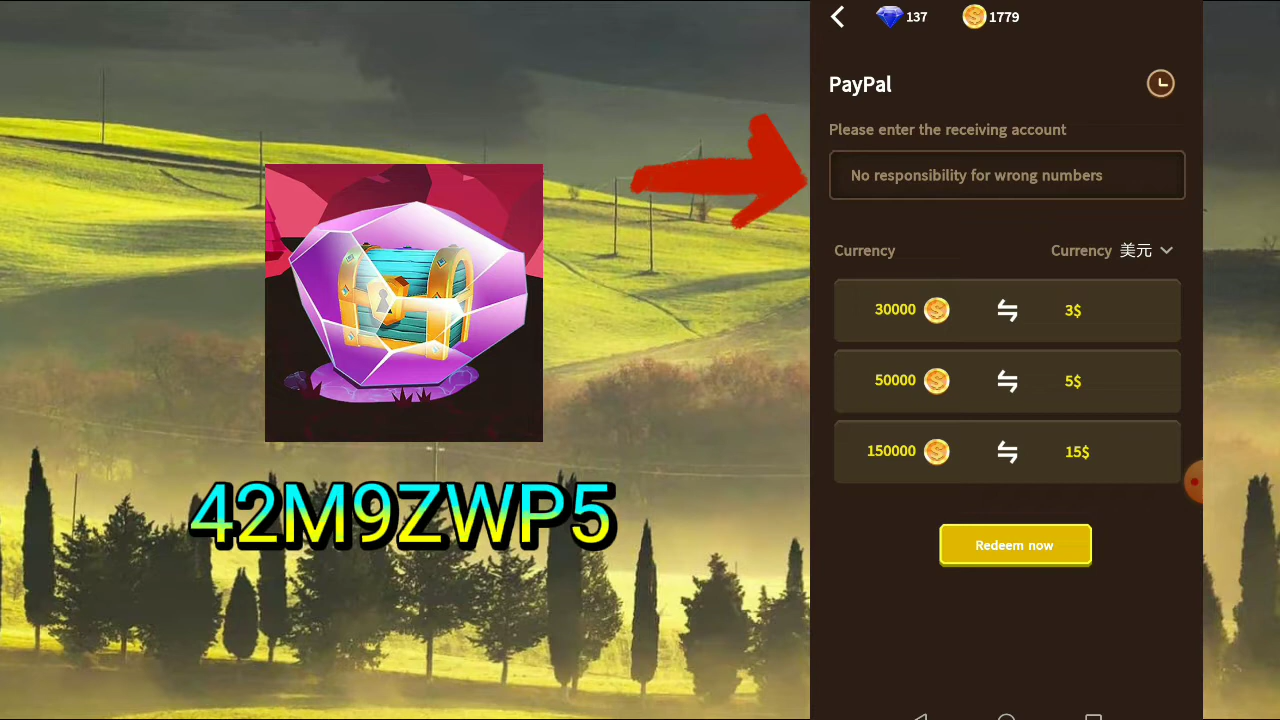 137 1779
PayPal
Please enter the receiving account
No responsibility for wrong numbers
Currency Currency 美元
30000 3$
50000 5$
150000 15$
Redeem now
42M9ZWP5